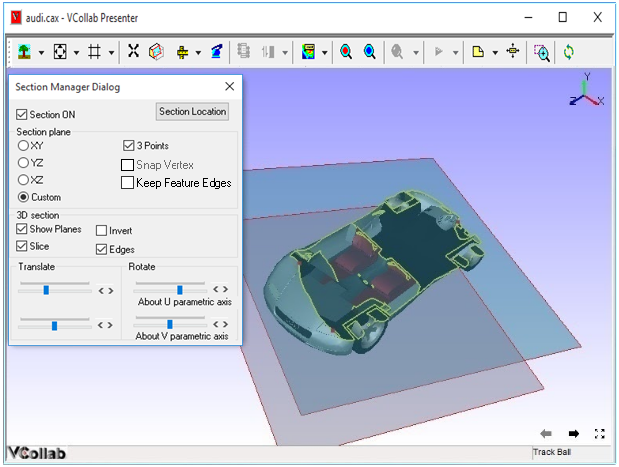 audi.cax - VCollab Presenter
Section Manager Dialog
Section ON
Section Location
Section plane
XY
3 Points
YZ
Snap Vertex
XZ
Keep Feature Edges
Custom
3D section
Show Planes
Invert
Slice
Edges
Translate
Rotate
About U parametric axis
About V parametric axis
Y
Z
X
VCollab
Track Ball